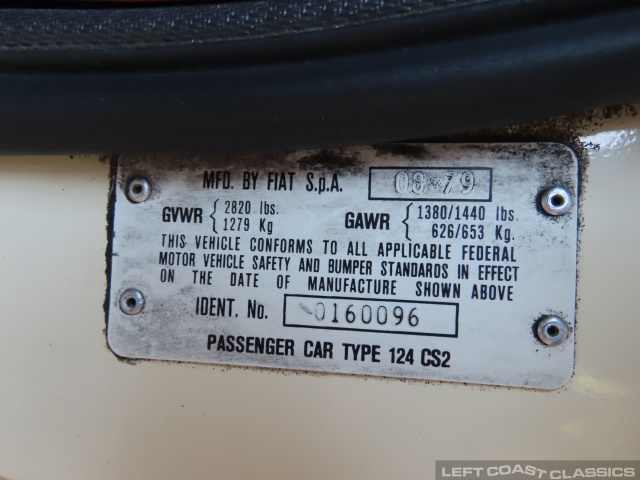 MFD. BY FIAT S.p.A. 08-79
GVWR { 2820 lbs. GAWR { 1380/1440 lbs.
1279 Kg 626/653 Kg.
THIS VEHICLE CONFORMS TO ALL APPLICABLE FEDERAL
MOTOR VEHICLE SAFETY AND BUMPER STANDARDS IN EFFECT
ON THE DATE OF MANUFACTURE SHOWN ABOVE
IDENT. No. 0160096
PASSENGER CAR TYPE 124 CS2
LEFT COAST CLASSICS